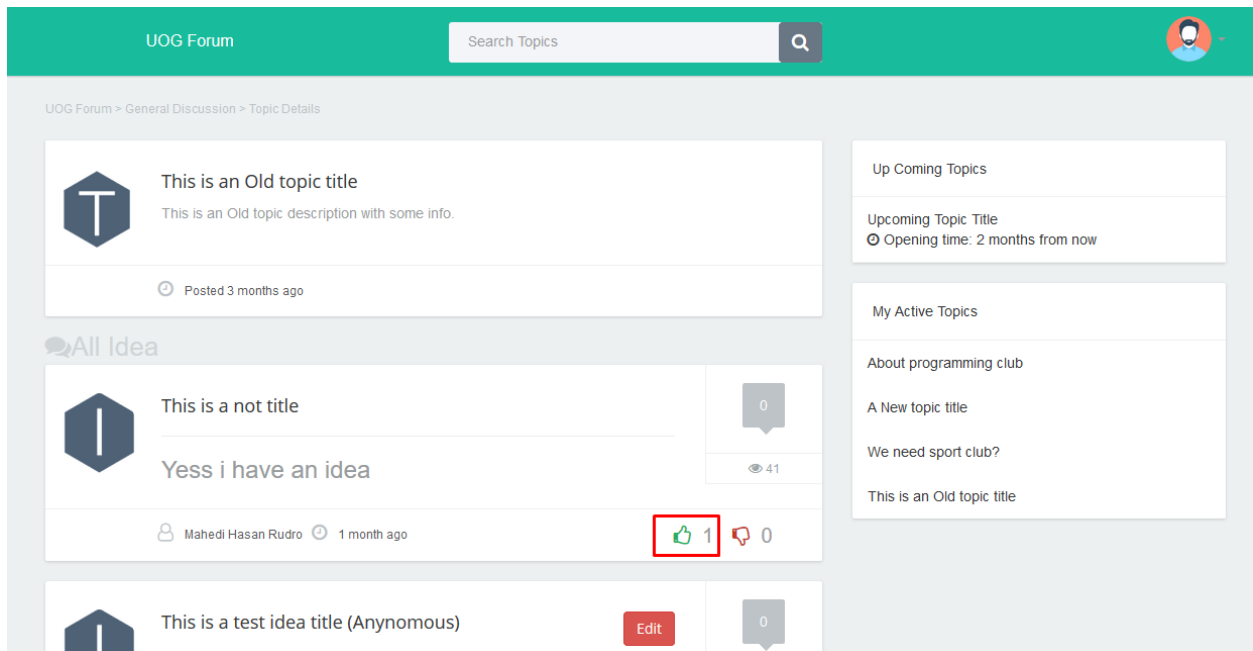 UOG Forum
Search Topics
UOG Forum > General Discussion > Topic Details
T
This is an Old topic title
This is an Old topic description with some info.
Posted 3 months ago
All Idea
I
This is a not title
0
Yess i have an idea
41
Mahedi Hasan Rudro 1 month ago
1 0
This is a test idea title (Anynomous)
Edit
0
Up Coming Topics
Upcoming Topic Title
Opening time: 2 months from now
My Active Topics
About programming club
A New topic title
We need sport club?
This is an Old topic title